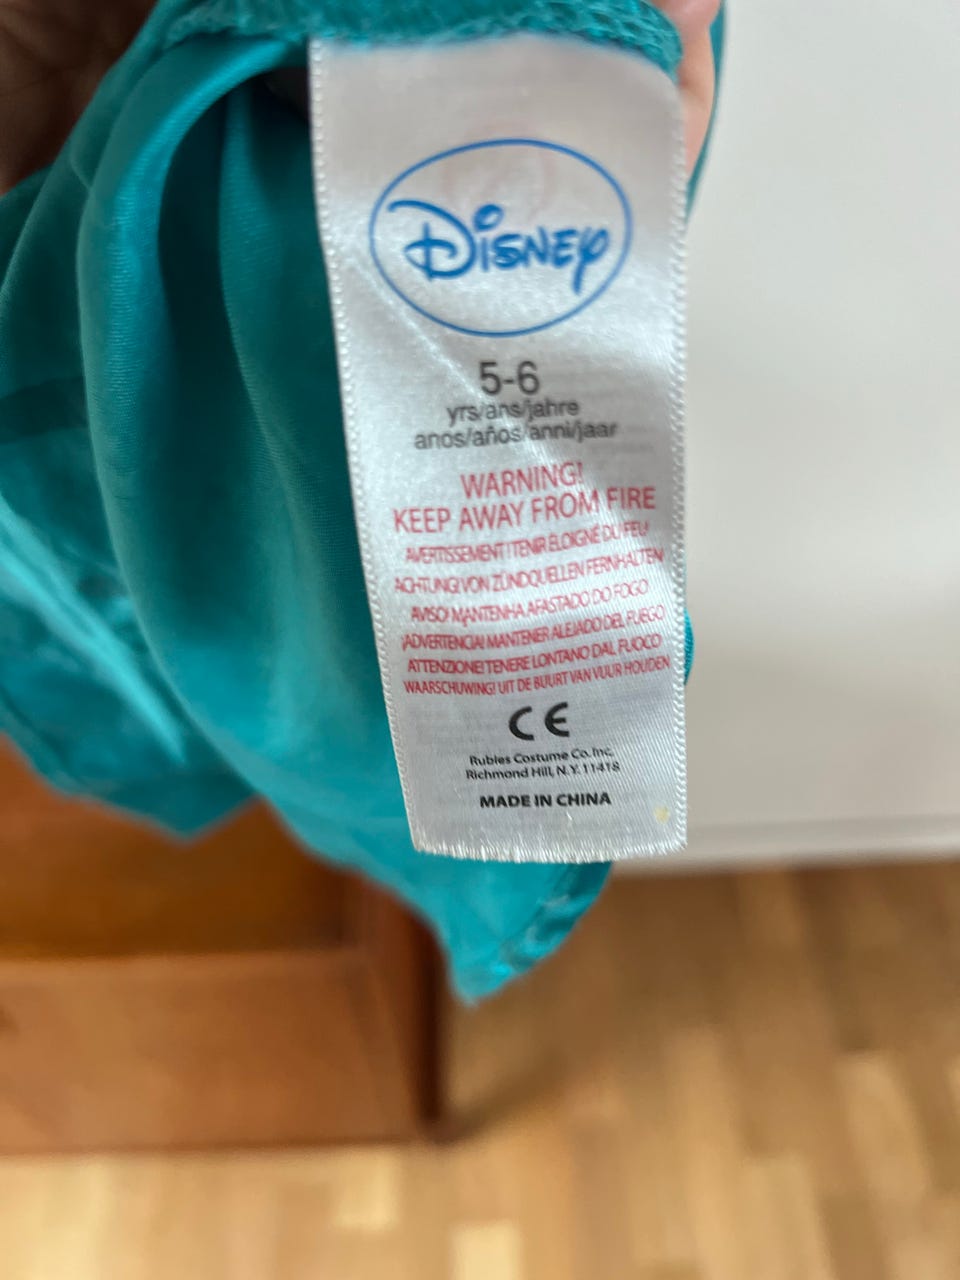 Disney
5-6
yrs/ans/jahre
anos/años/anni/jaar
WARNING!
KEEP AWAY FROM FIRE
AVERTISSEMENT! TENIR ÉLOIGNÉ DU FEU!
ACHTUNG! VON ZÜNDQUELLEN FERNHALTEN
AVISO! MANTENHA AFASTADO DO FOGO
¡ADVERTENCIA! MANTENER ALEJADO DEL FUEGO
ATTENZIONE! TENERE LONTANO DAL FUOCO
WAARSCHUWING! UIT DE BUURT VAN VUUR HOUDEN
CE
Rubies Costume Co. Inc.
Richmond Hill, N.Y. 11418
MADE IN CHINA